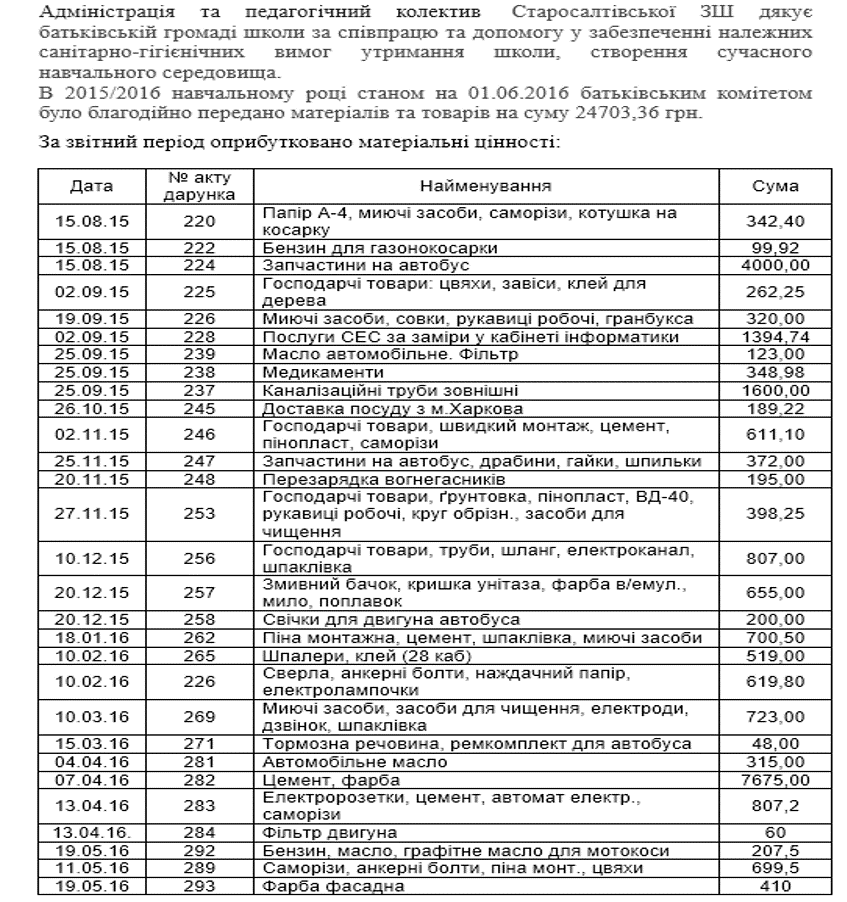 Адміністрація та педагогічний колектив Старосалтівської ЗШ дякує
батьківській громаді школи за співпрацю та допомогу у забезпеченні належних
санітарно-гігієнічних вимог утримання школи, створення сучасного
навчального середовища.
В 2015/2016 навчальному році станом на 01.06.2016 батьківським комітетом
було благодійно передано матеріалів та товарів на суму 24703,36 грн.
За звітний період оприбутковано матеріальні цінності:
Дата № акту дарунка Найменування Сума
15.08.15 220 Папір А-4, миючі засоби, саморізи, котушка на
косарку 342,40
15.08.15 222 Бензин для газонокосарки 99,92
15.08.15 224 Запчастини на автобус 4000,00
02.09.15 225 Господарчі товари: цвяхи, завіси, клей для
дерева 262,25
19.09.15 226 Миючі засоби, совки, рукавиці робочі, гранбукса 320,00
02.09.15 228 Послуги СЕС за заміри у кабінеті інформатики 1394,74
25.09.15 239 Масло автомобільне. Фільтр 123,00
25.09.15 238 Медикаменти 348,98
25.09.15 237 Каналізаційні труби зовнішні 1600,00
26.10.15 245 Доставка посуду з м.Харкова 189,22
02.11.15 246 Господарчі товари, швидкий монтаж, цемент,
пінопласт, саморізи 611,10
25.11.15 247 Запчастини на автобус, драбини, гайки, шпильки 372,00
20.11.15 248 Перезарядка вогнегасників 195,00
27.11.15 253 Господарчі товари, ґрунтовка, пінопласт, ВД-40,
рукавиці робочі, круг обрізн., засоби для
чищення 398,25
10.12.15 256 Господарчі товари, труби, шланг, електроканал,
шпаклівка 807,00
20.12.15 257 Змивний бачок, кришка унітаза, фарба в/емул.,
мило, поплавок 655,00
20.12.15 258 Свічки для двигуна автобуса 200,00
18.01.16 262 Піна монтажна, цемент, шпаклівка, миючі засоби 700,50
10.02.16 265 Шпалери, клей (28 каб) 519,00
10.02.16 226 Сверла, анкерні болти, наждачний папір,
електролампочки 619,80
10.03.16 269 Миючі засоби, засоби для чищення, електроди,
дзвінок, шпаклівка 723,00
15.03.16 271 Тормозна речовина, ремкомплект для автобуса 48,00
04.04.16 281 Автомобільне масло 315,00
07.04.16 282 Цемент, фарба 7675,00
13.04.16 283 Електророзетки, цемент, автомат електр.,
саморізи 807,2
13.04.16. 284 Фільтр двигуна 60
19.05.16 292 Бензин, масло, графітне масло для мотокоси 207,5
11.05.16 289 Саморізи, анкерні болти, піна монт., цвяхи 699,5
19.05.16 293 Фарба фасадна 410